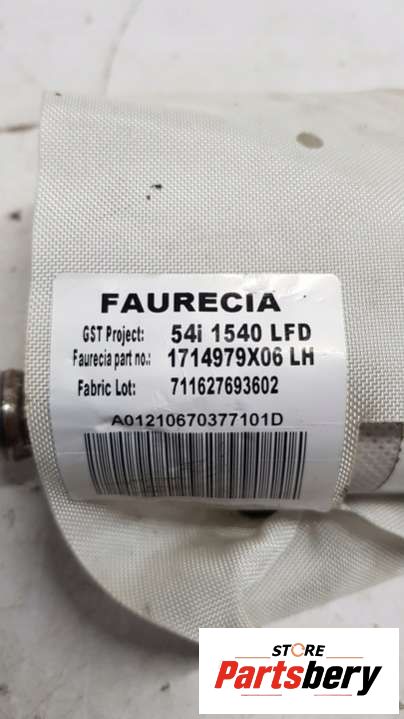 FAURECIA
GST Project: 54i 1540 LFD
Faurecia part no.: 1714979X06 LH
Fabric Lot: 711627693602
A01210670377101D
STORE
Partsbery